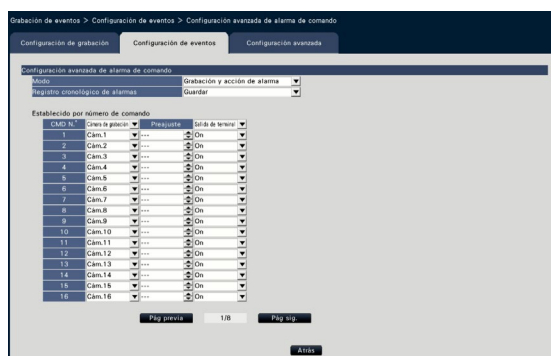 Grabación de eventos > Configuración de eventos > Configuración avanzada de alarma de comando
Configuración de grabación Configuración de eventos Configuración avanzada
Configuración avanzada de alarma de comando
Modo Grabación y acción de alarma
Registro cronológico de alarmas Guardar
Establecido por número de comando
CMD N.° Cámara de grabación Preajuste Salida de terminal
1 Cám.1 --- On
2 Cám.2 --- On
3 Cám.3 --- On
4 Cám.4 --- On
5 Cám.5 --- On
6 Cám.6 --- On
7 Cám.7 --- On
8 Cám.8 --- On
9 Cám.9 --- On
10 Cám.10 --- On
11 Cám.11 --- On
12 Cám.12 --- On
13 Cám.13 --- On
14 Cám.14 --- On
15 Cám.15 --- On
16 Cám.16 --- On
Pág previa 1/8 Pág sig.
Atrás